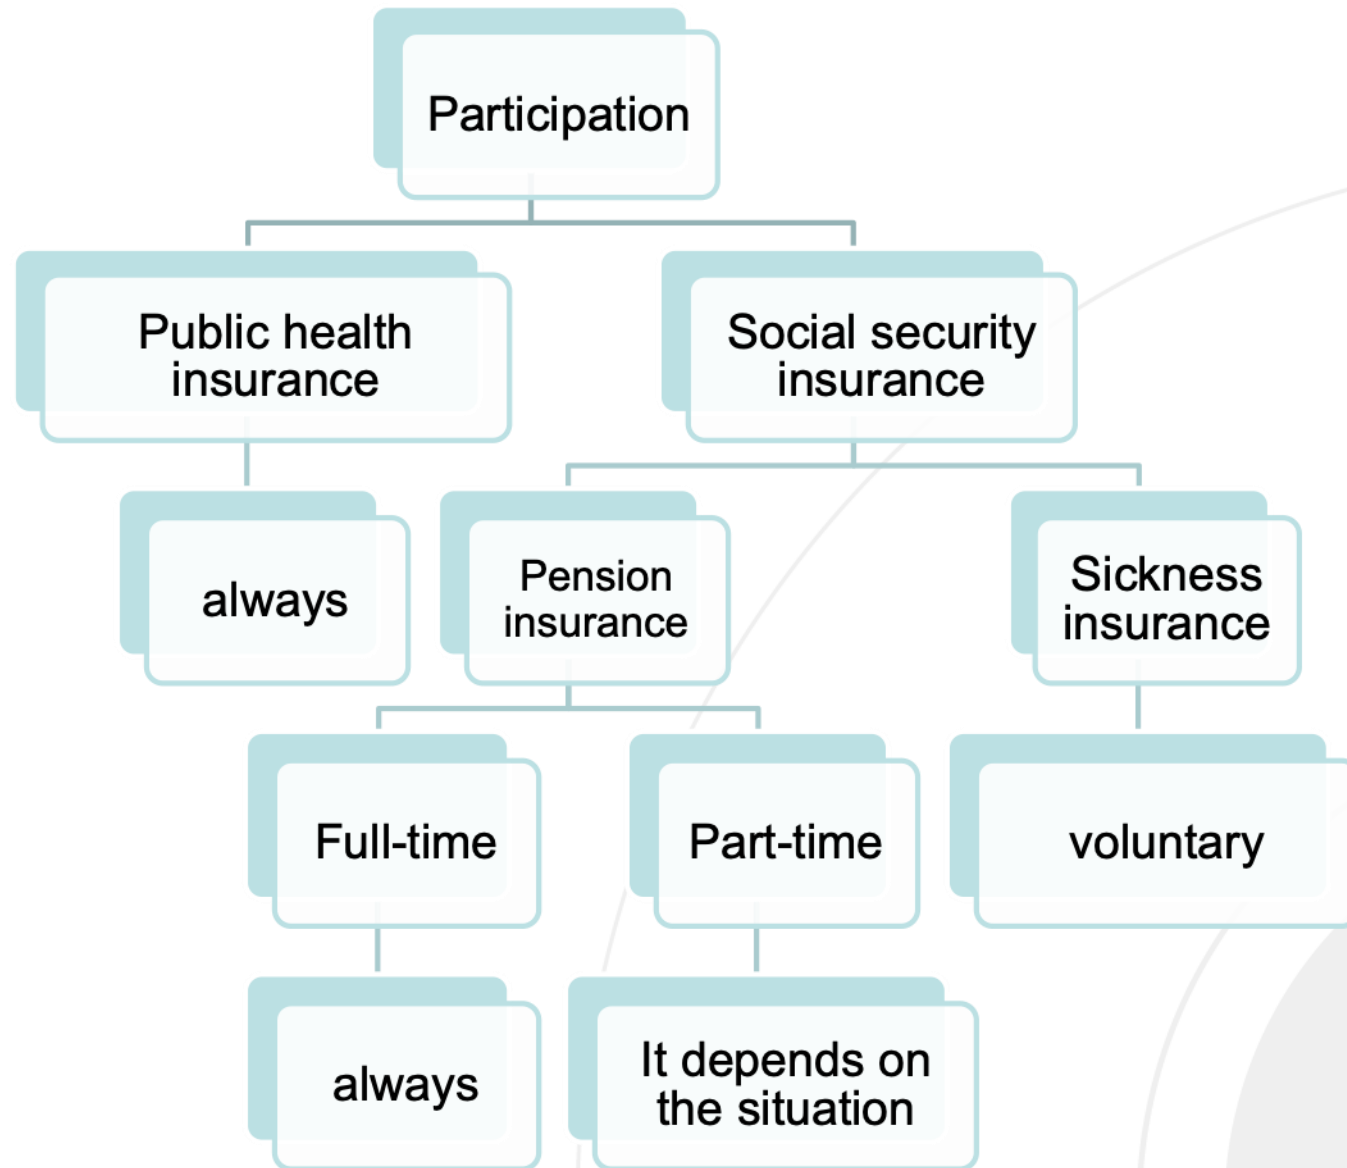 Participation
Public health
insurance
Social security
insurance
always
Pension
insurance
Sickness
insurance
Full-time
Part-time
voluntary
always
It depends on
the situation